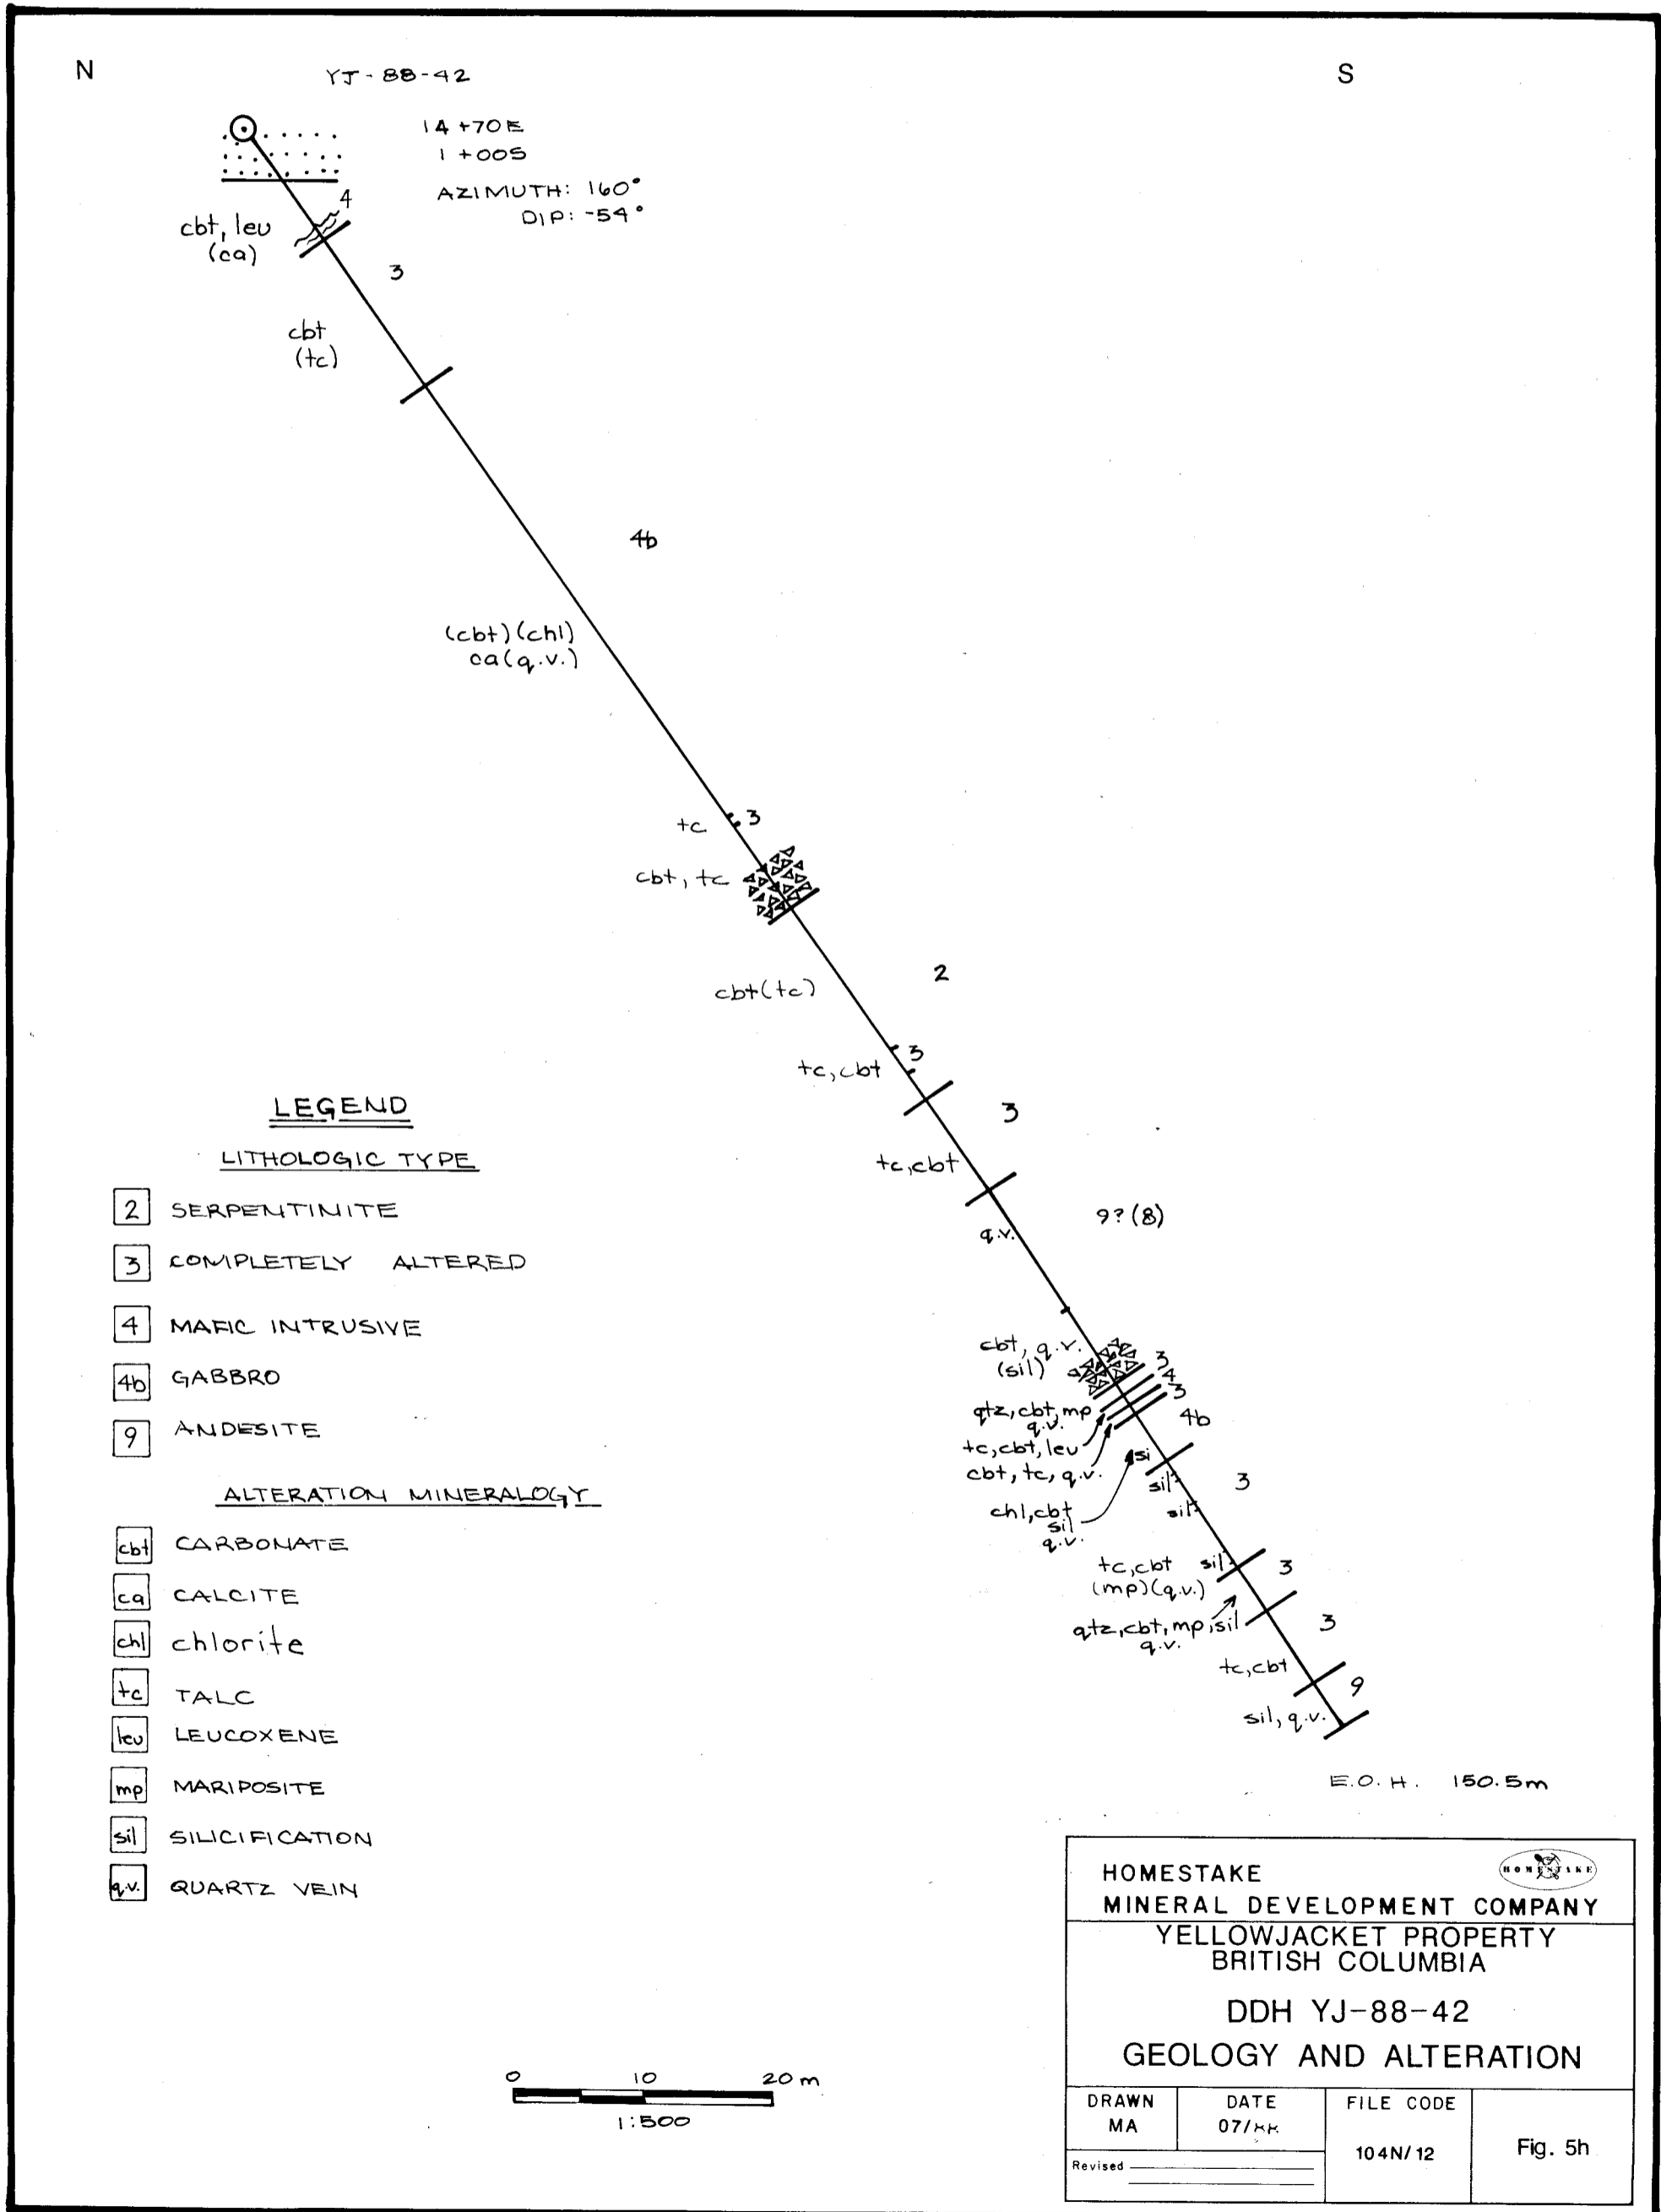 N
YJ-88-42
S
14+70E
1+00S
AZIMUTH: 160°
DIP: -54°
4
cbt, leu
(ca)
3
cbt
(tc)
4b
(cbt)(chl)
ca(q.v.)
tc
3
cbt, tc
2
cbt(tc)
3
tc,cbt
3
tc,cbt
9?(8)
q.v.
cbt, q.v.
(sil)
3
4
3
qtz,cbt,mp
q.v.
4b
tc,cbt,leu
cbt, tc, q.v.
si
sil
3
sil
chl,cbt
sil
q.v.
tc,cbt
(mp)(q.v.)
sil
3
qtz,cbt,mp,sil
q.v.
3
tc,cbt
9
sil, q.v.
E.O.H. 150.5m
LEGEND
LITHOLOGIC TYPE
2 SERPENTINITE
3 COMPLETELY ALTERED
4 MAFIC INTRUSIVE
4b GABBRO
9 ANDESITE
ALTERATION MINERALOGY
cbt CARBONATE
ca CALCITE
chl chlorite
tc TALC
leu LEUCOXENE
mp MARIPOSITE
sil SILICIFICATION
q.v. QUARTZ VEIN
0 10 20 m
1:500
HOMESTAKE
HOMESTAKE
MINERAL DEVELOPMENT COMPANY
YELLOWJACKET PROPERTY
BRITISH COLUMBIA
DDH YJ-88-42
GEOLOGY AND ALTERATION
DRAWN
MA
DATE
07/
FILE CODE
104N/12
Fig. 5h
Revised